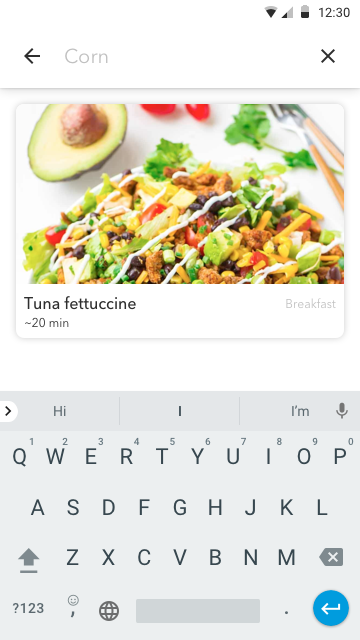 12:30
Corn
Tuna fettuccine Breakfast
~20 min
Hi I I'm
1 2 3 4 5 6 7 8 9 0
Q W E R T Y U I O P
A S D F G H J K L
Z X C V B N M
?123 , .